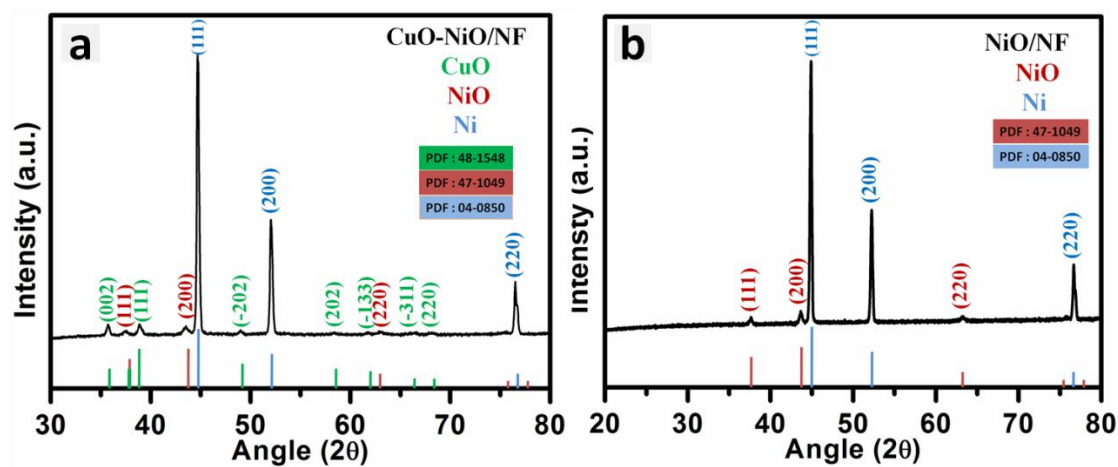 a
CuO-NiO/NF
CuO
NiO
Ni
PDF : 48-1548
PDF : 47-1049
PDF : 04-0850
(002)
(111)
(111)
(200)
(111)
(-202)
(200)
(202)
(-133)
(220)
(-311)
(220)
(220)
Intensity (a.u.)
30 40 50 60 70 80
Angle (2θ)
b
NiO/NF
NiO
Ni
PDF : 47-1049
PDF : 04-0850
(111)
(200)
(111)
(200)
(220)
(220)
Intensty (a.u.)
20 30 40 50 60 70 80
Angle (2θ)